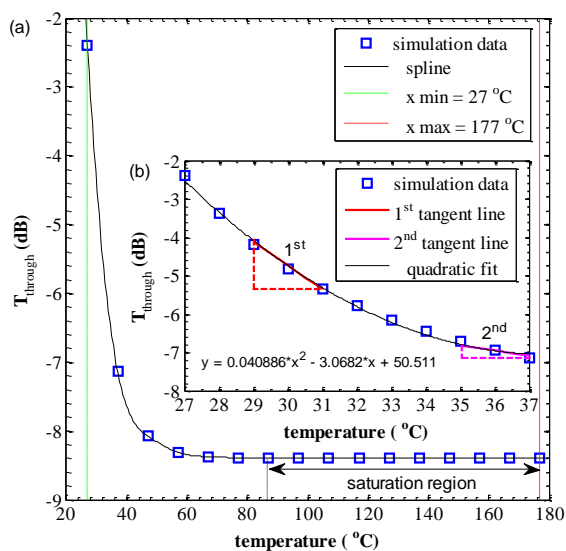 (a)
-2
-3
-4
-5
-6
-7
-8
-9
T_through (dB)
20 40 60 80 100 120 140 160 180
temperature ( °C)
simulation data
spline
x min = 27 °C
x max = 177 °C
saturation region
(b)
-2
-3
-4
-5
-6
-7
-8
T_through (dB)
simulation data
1st tangent line
2nd tangent line
quadratic fit
1st
2nd
y = 0.040886*x² - 3.0682*x + 50.511
27 28 29 30 31 32 33 34 35 36 37
temperature ( °C)